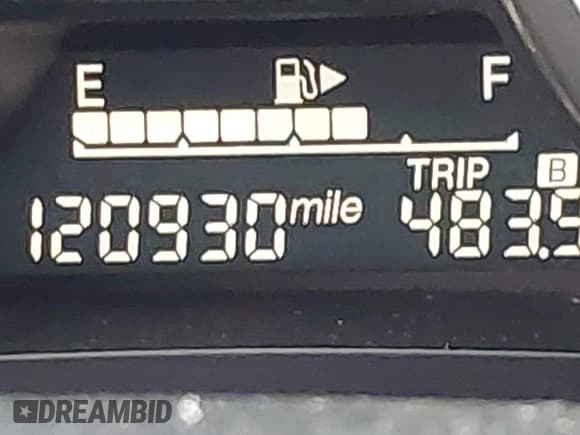 E F
TRIP B
120930 mile 483.5
DREAMBID